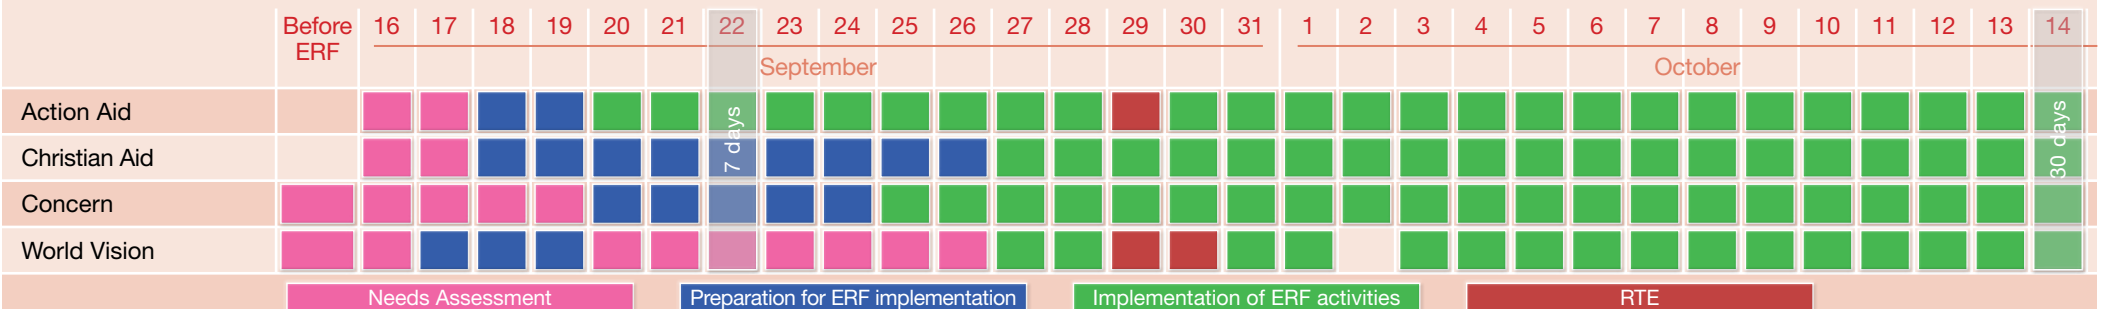 Before ERF 16 17 18 19 20 21 22 23 24 25 26 27 28 29 30 31 1 2 3 4 5 6 7 8 9 10 11 12 13 14
September October
Action Aid
Christian Aid
Concern
World Vision
7 days
30 days
Needs Assessment Preparation for ERF implementation Implementation of ERF activities RTE